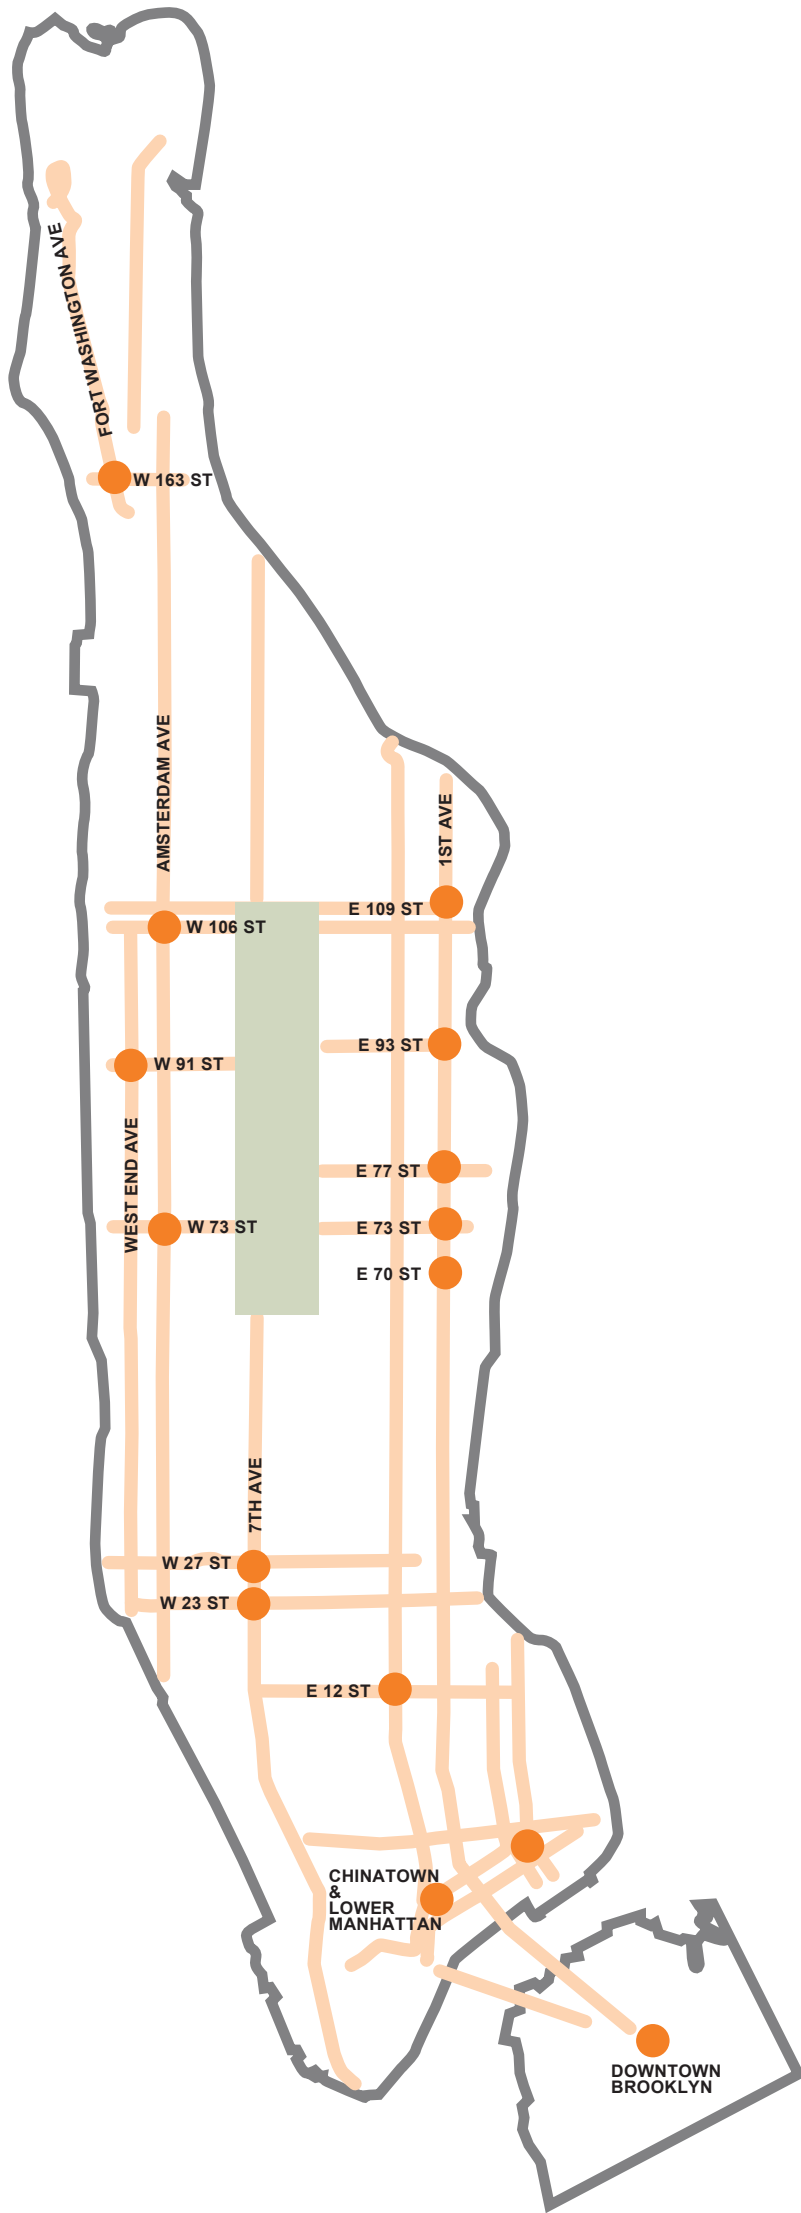 FORT WASHINGTON AVE
W 163 ST
AMSTERDAM AVE
1ST AVE
E 109 ST
W 106 ST
E 93 ST
W 91 ST
WEST END AVE
E 77 ST
W 73 ST
E 73 ST
E 70 ST
7TH AVE
W 27 ST
W 23 ST
E 12 ST
CHINATOWN
&
LOWER
MANHATTAN
DOWNTOWN
BROOKLYN